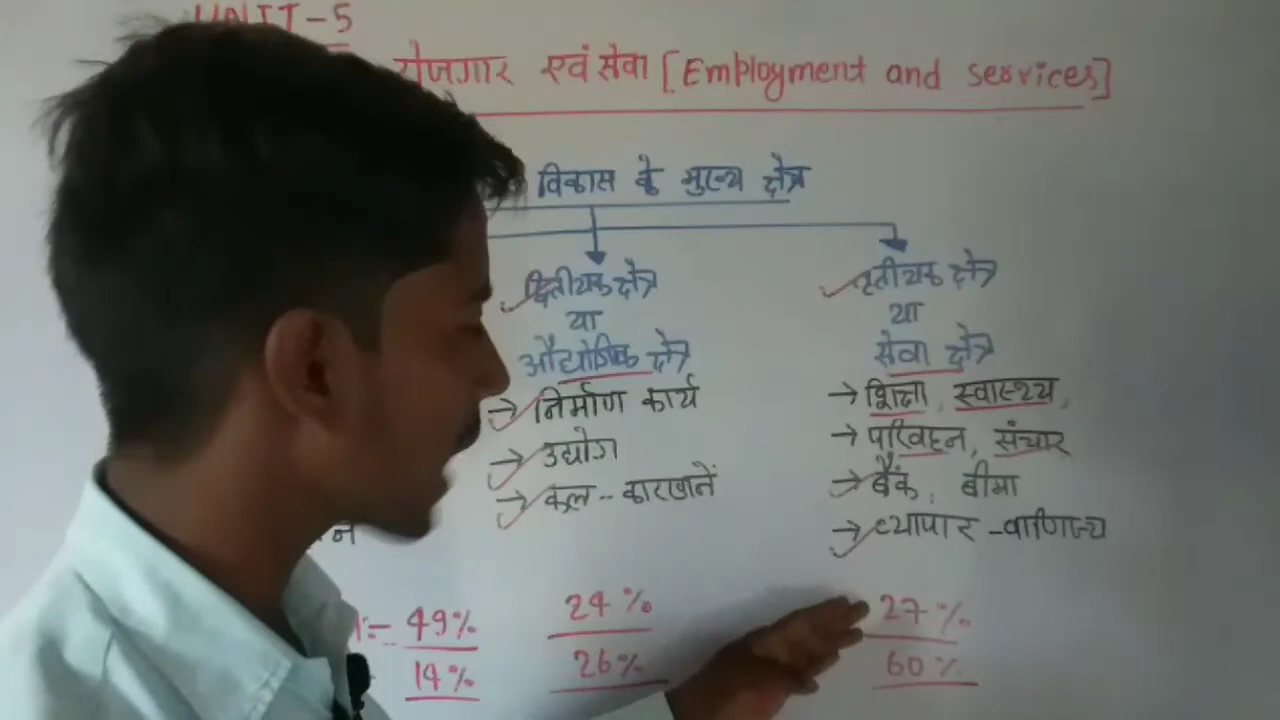 UNIT-5
रोजगार एवं सेवा [Employment and services]
विकास के मुख्य क्षेत्र
द्वितीयक क्षेत्र
या
औद्योगिक क्षेत्र
→ निर्माण कार्य
→ उद्योग
→ कल-कारखानें
तृतीयक क्षेत्र
या
सेवा क्षेत्र
→ शिक्षा, स्वास्थ्य,
→ परिवहन, संचार
→ बैंक, बीमा
→ व्यापार-वाणिज्य
:- 49% 24% 27%
14% 26% 60%